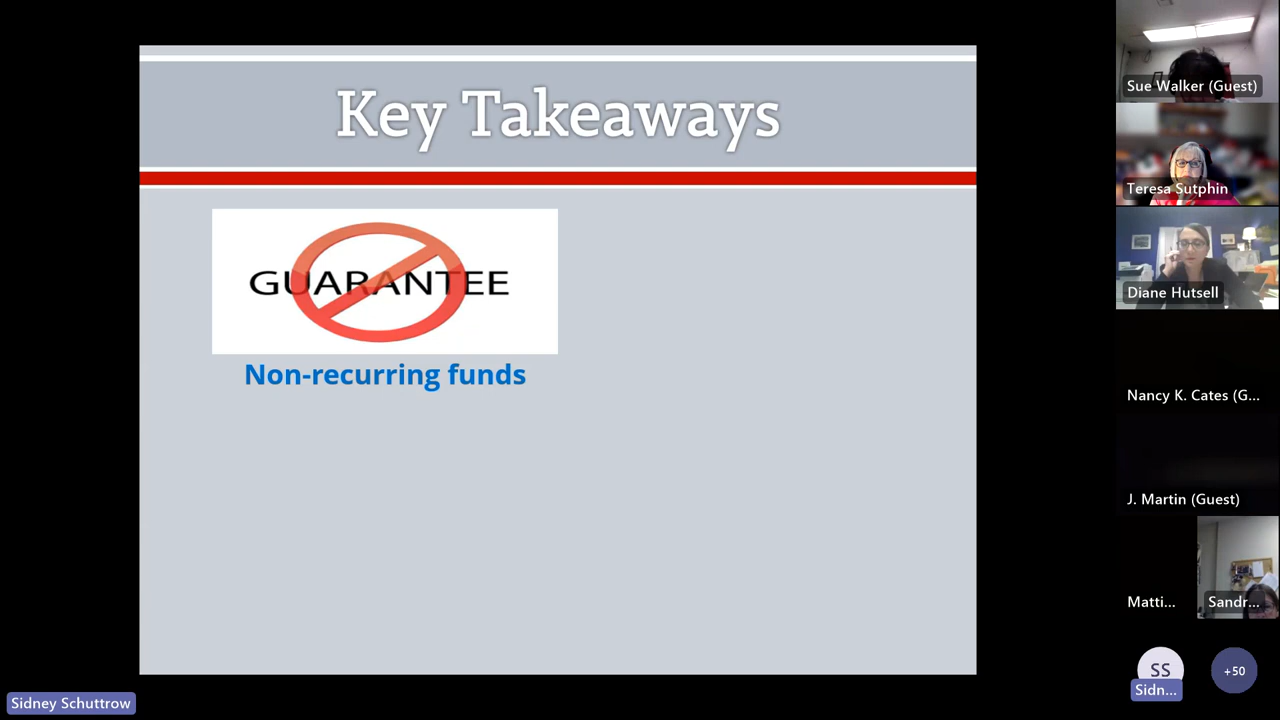 Key Takeaways
GUARANTEE
Non-recurring funds
Sue Walker (Guest)
Teresa Sutphin
Diane Hutsell
Nancy K. Cates (G...
J. Martin (Guest)
Matti...
Sandr...
SS
Sidn...
+50
Sidney Schuttrow